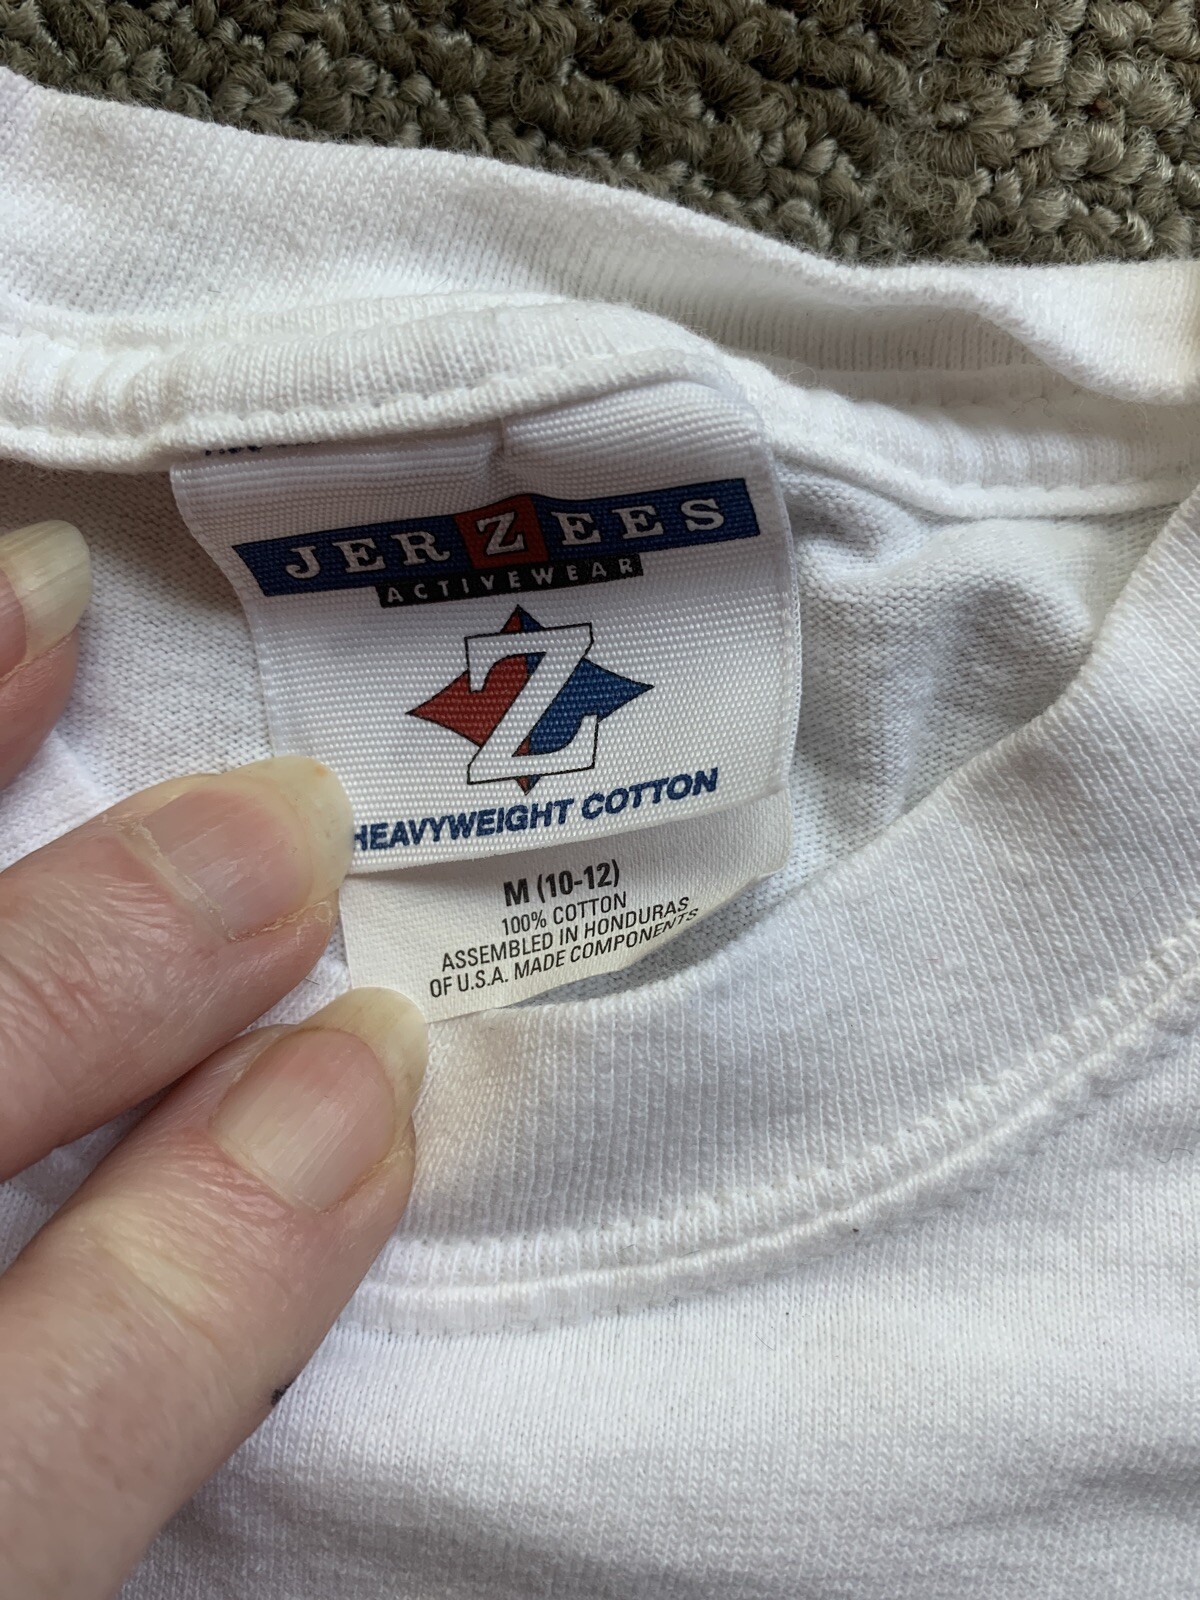 JERZEES
ACTIVEWEAR
Z
HEAVYWEIGHT COTTON
M (10-12)
100% COTTON
ASSEMBLED IN HONDURAS
OF U.S.A. MADE COMPONENTS